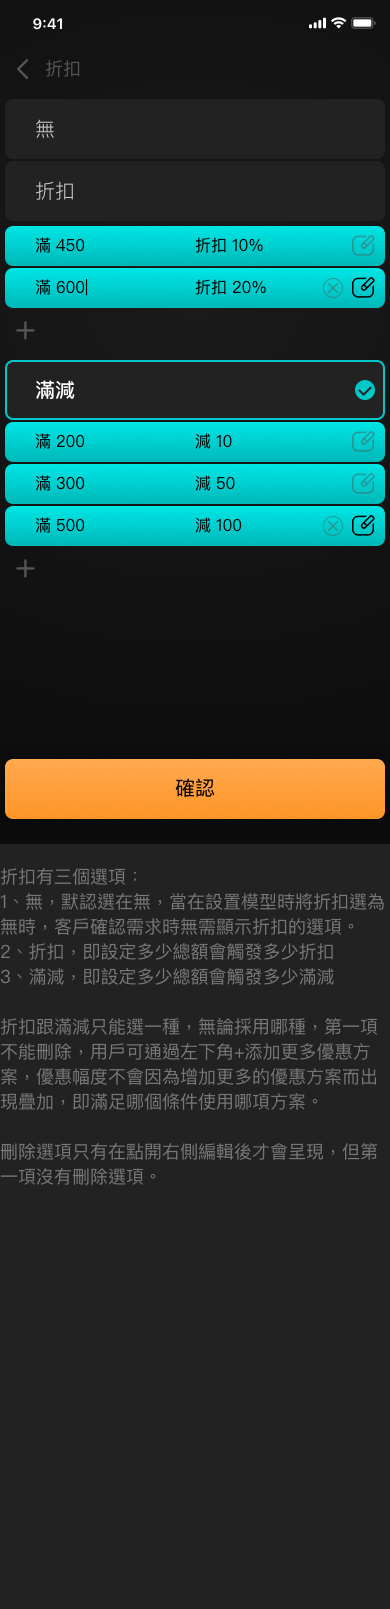 9:41
折扣
無
折扣
滿 450 折扣 10%
滿 600 折扣 20%
滿減
滿 200 減 10
滿 300 減 50
滿 500 減 100
確認
折扣有三個選項：
1、無，默認選在無，當在設置模型時將折扣選為
無時，客戶確認需求時無需顯示折扣的選項。
2、折扣，即設定多少總額會觸發多少折扣
3、滿減，即設定多少總額會觸發多少滿減
折扣跟滿減只能選一種，無論採用哪種，第一項
不能刪除，用戶可通過左下角+添加更多優惠方
案，優惠幅度不會因為增加更多的優惠方案而出
現疊加，即滿足哪個條件使用哪項方案。
刪除選項只有在點開右側編輯後才會呈現，但第
一項沒有刪除選項。